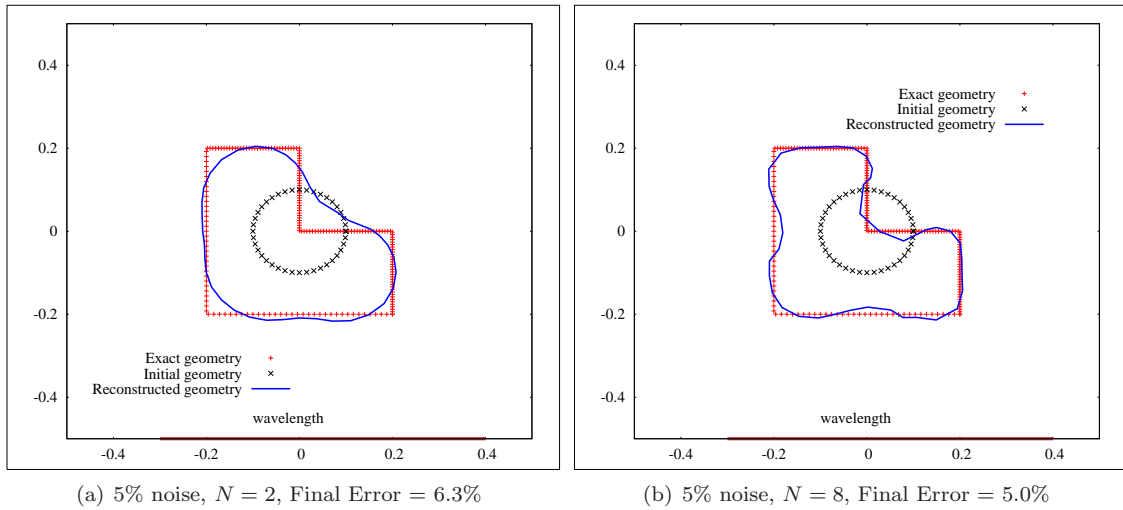 0.4
0.2
0
-0.2
-0.4
Exact geometry
Initial geometry
Reconstructed geometry
wavelength
-0.4 -0.2 0 0.2 0.4
(a) 5% noise, N = 2, Final Error = 6.3%
0.4
0.2
0
-0.2
-0.4
Exact geometry
Initial geometry
Reconstructed geometry
wavelength
-0.4 -0.2 0 0.2 0.4
(b) 5% noise, N = 8, Final Error = 5.0%